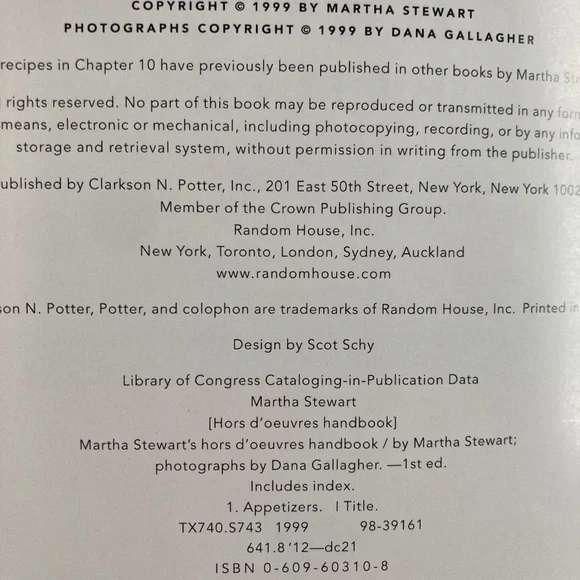 COPYRIGHT © 1999 BY MARTHA STEWART
PHOTOGRAPHS COPYRIGHT © 1999 BY DANA GALLAGHER
recipes in Chapter 10 have previously been published in other books by Martha
rights reserved. No part of this book may be reproduced or transmitted in any form
means, electronic or mechanical, including photocopying, recording, or by any info
storage and retrieval system, without permission in writing from the publisher.
ublished by Clarkson N. Potter, Inc., 201 East 50th Street, New York, New York 1002
Member of the Crown Publishing Group.
Random House, Inc.
New York, Toronto, London, Sydney, Auckland
www.randomhouse.com
son N. Potter, Potter, and colophon are trademarks of Random House, Inc. Printed in
Design by Scot Schy
Library of Congress Cataloging-in-Publication Data
Martha Stewart
[Hors d'oeuvres handbook]
Martha Stewart's hors d'oeuvres handbook / by Martha Stewart;
photographs by Dana Gallagher. —1st ed.
Includes index.
1. Appetizers. I Title.
TX740.S743 1999 98-39161
641.8 '12—dc21
ISBN 0-609-60310-8